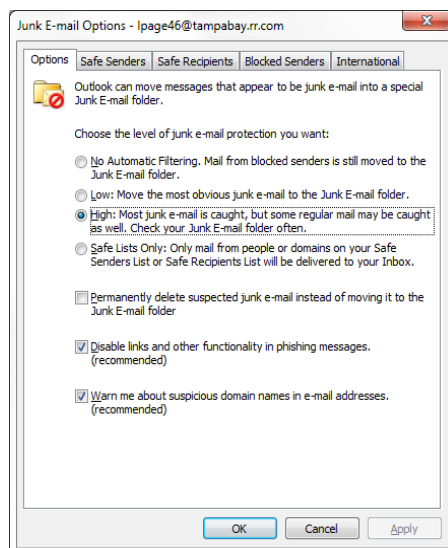 Junk E-mail Options - lpage46@tampabay.rr.com
Options Safe Senders Safe Recipients Blocked Senders International
Outlook can move messages that appear to be junk e-mail into a special
Junk E-mail folder.
Choose the level of junk e-mail protection you want:
No Automatic Filtering. Mail from blocked senders is still moved to the
Junk E-mail folder.
Low: Move the most obvious junk e-mail to the Junk E-mail folder.
High: Most junk e-mail is caught, but some regular mail may be caught
as well. Check your Junk E-mail folder often.
Safe Lists Only: Only mail from people or domains on your Safe
Senders List or Safe Recipients List will be delivered to your Inbox.
Permanently delete suspected junk e-mail instead of moving it to the
Junk E-mail folder
Disable links and other functionality in phishing messages.
(recommended)
Warn me about suspicious domain names in e-mail addresses.
(recommended)
OK Cancel Apply